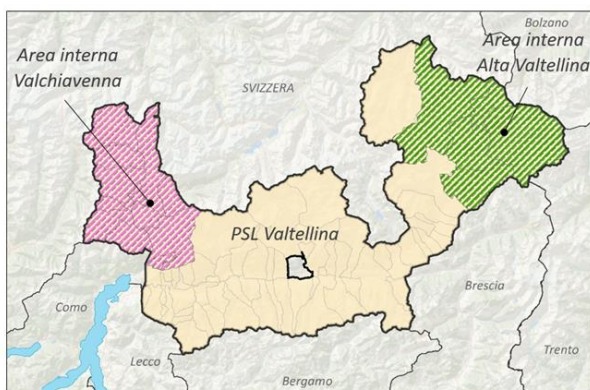 Bolzano
Area interna
Alta Valtellina
Area interna
Valchiavenna
SVIZZERA
PSL Valtellina
Brescia
Como
Lecco
Trento
Bergamo